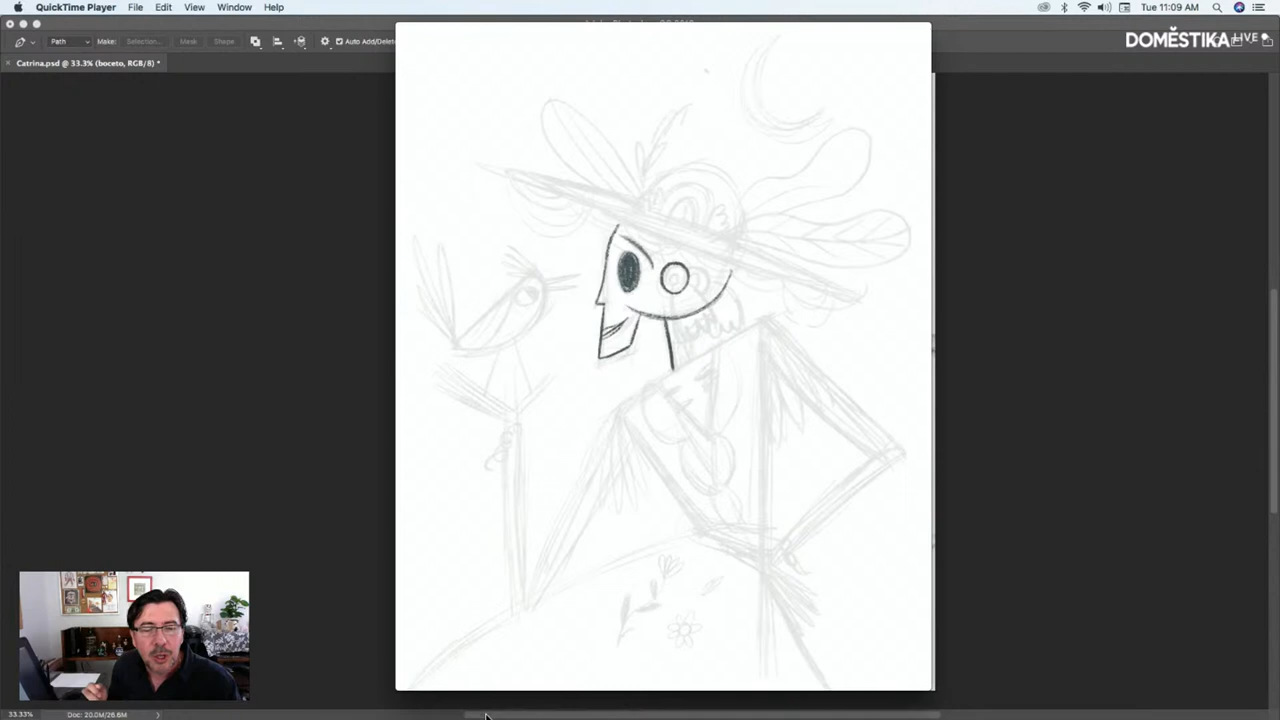 QuickTime Player File Edit View Window Help Tue 11:09 AM
Path Make: Selection... Mask Shape Auto Add/Delete
DOMĒSTIKA LIVE
Catrina.psd @ 33.3% (boceto, RGB/8) *
33.33% Doc: 20.0M/26.6M